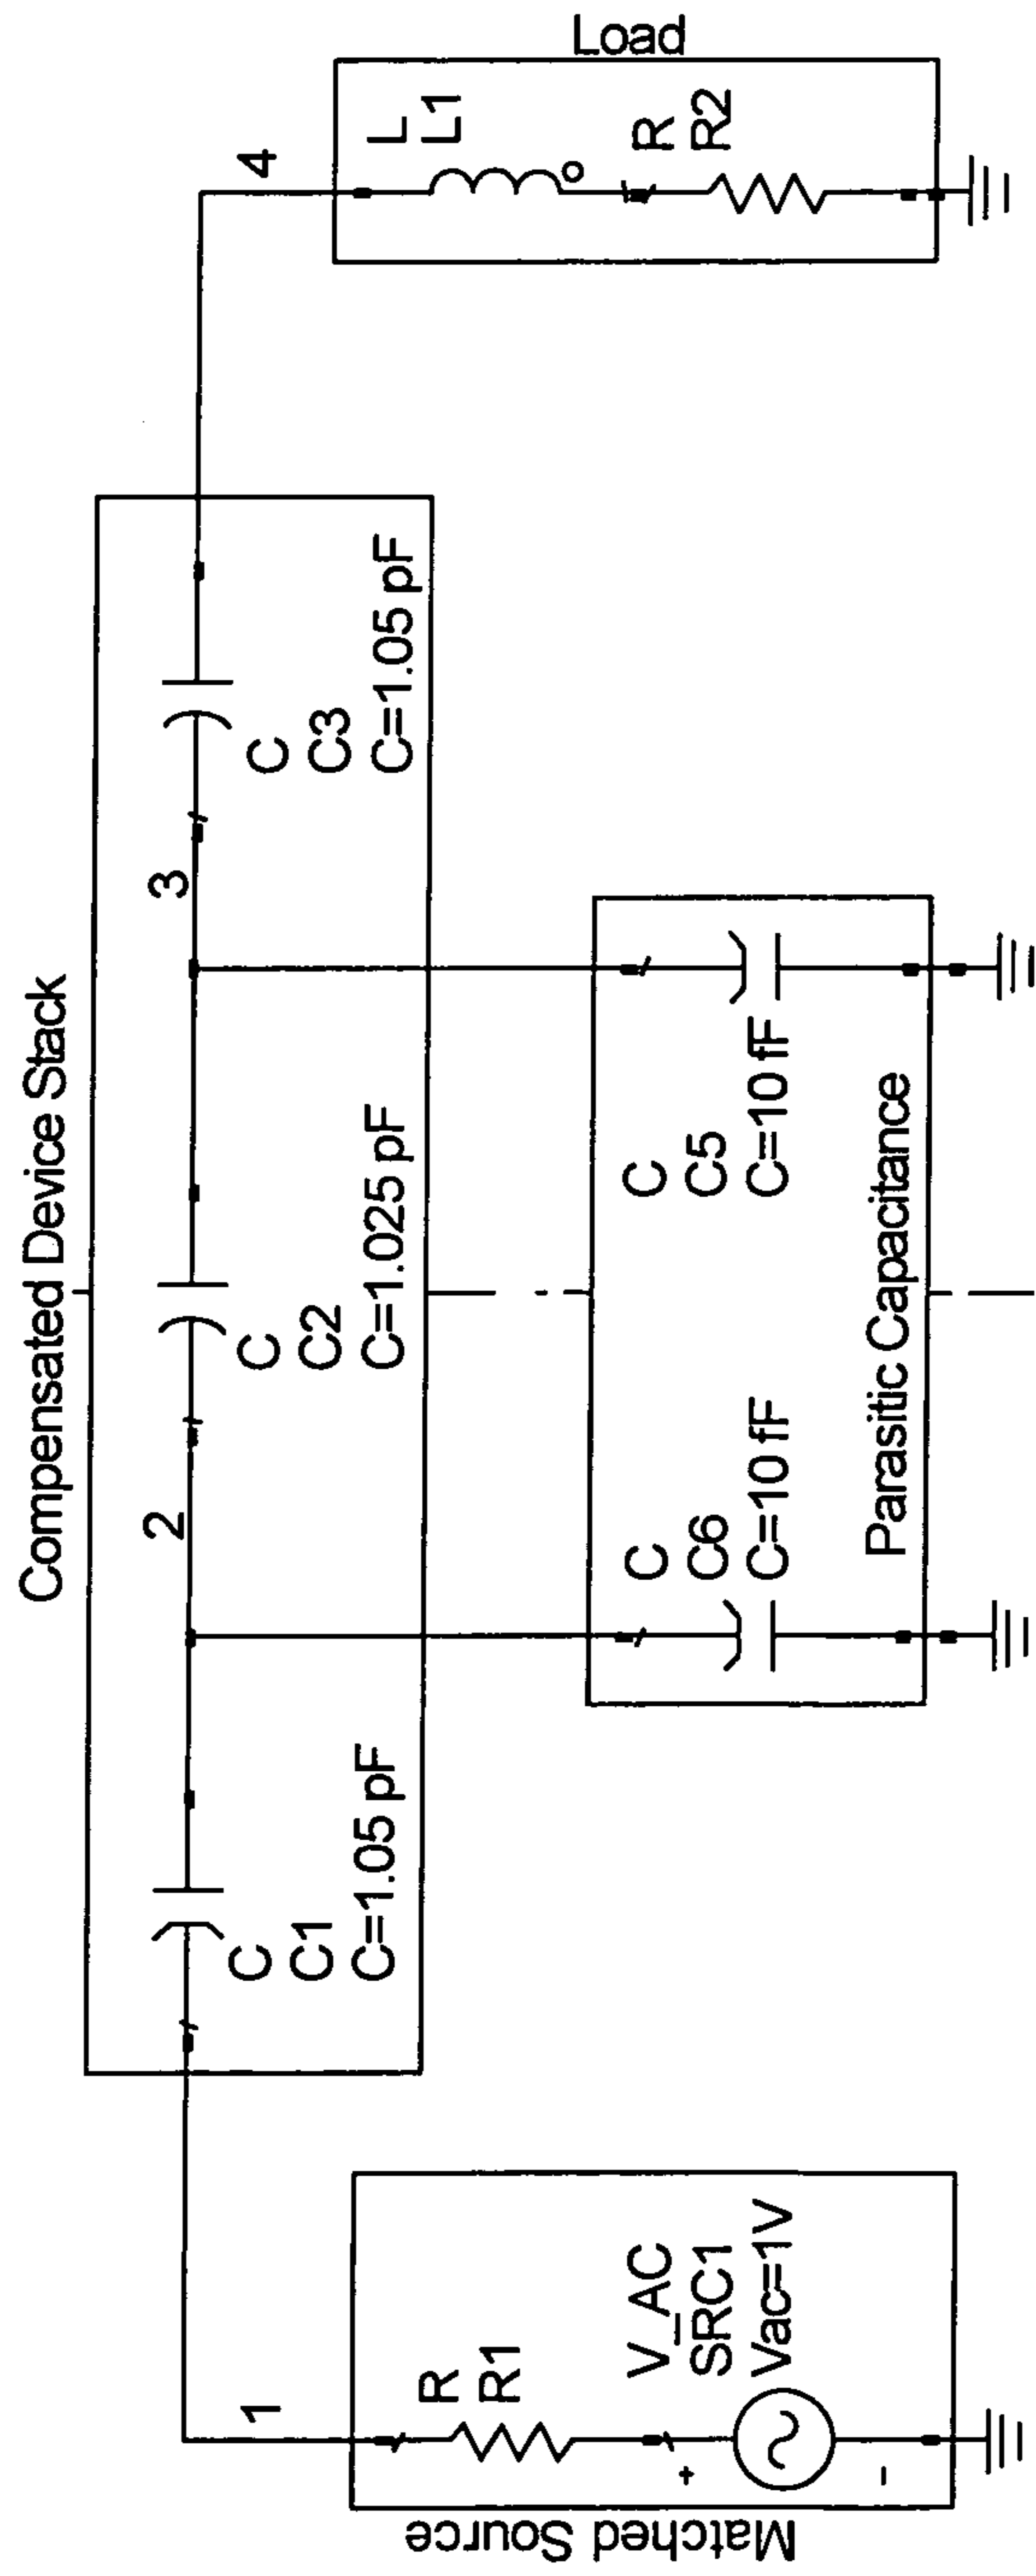 Compensated Device Stack
1
C
C1
C=1.05 pF
2
C
C2
C=1.025 pF
3
C
C3
C=1.05 pF
4
Matched Source
R
R1
+
V_AC
SRC1
Vac=1V
-
C
C6
C=10 fF
C
C5
C=10 fF
Parasitic Capacitance
Load
L
L1
R
R2